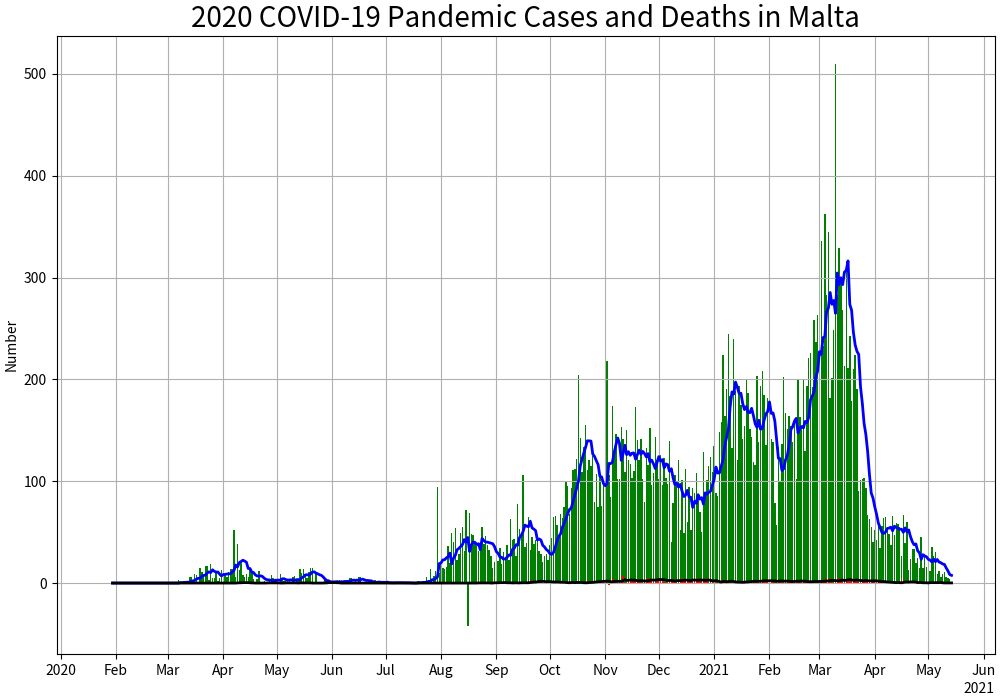 2020 COVID-19 Pandemic Cases and Deaths in Malta
Number
500
400
300
200
100
0
2020 Feb Mar Apr May Jun Jul Aug Sep Oct Nov Dec 2021 Feb Mar Apr May Jun
2021